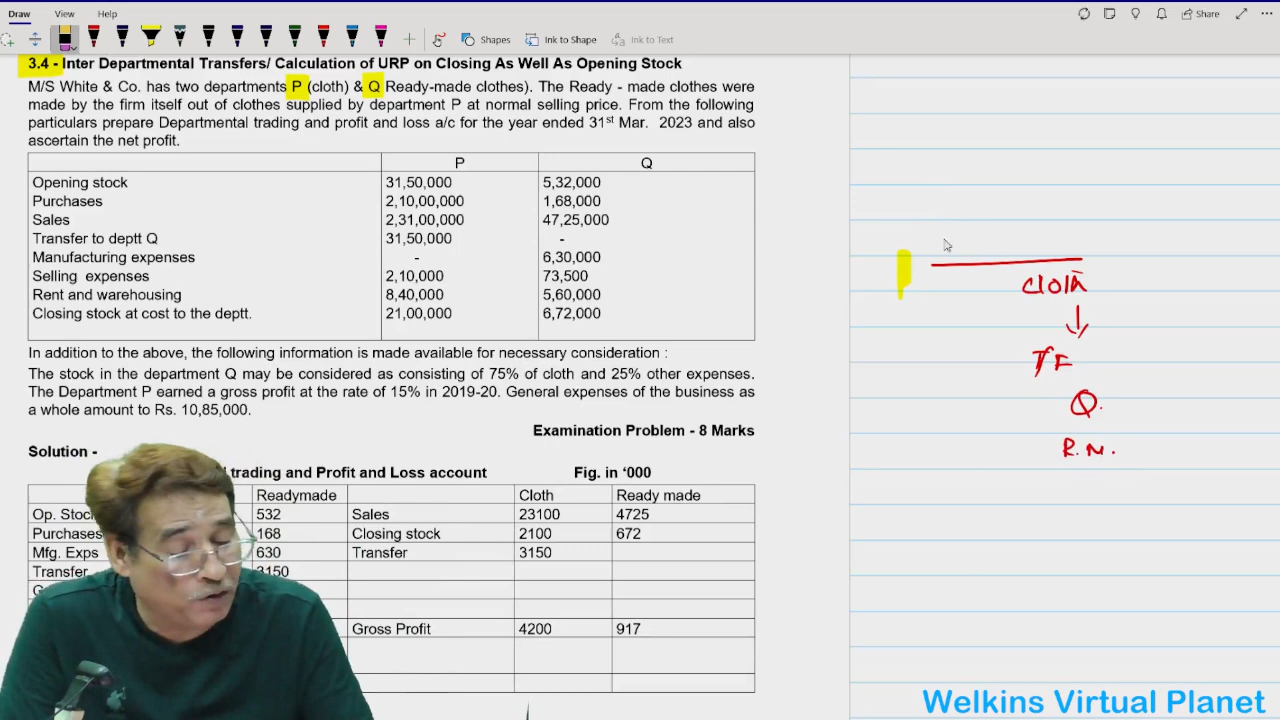 Draw View Help
Shapes Ink to Shape Ink to Text Share
3.4 - Inter Departmental Transfers/ Calculation of URP on Closing As Well As Opening Stock
M/S White & Co. has two departments P (cloth) & Q Ready-made clothes). The Ready - made clothes were
made by the firm itself out of clothes supplied by department P at normal selling price. From the following
particulars prepare Departmental trading and profit and loss a/c for the year ended 31st Mar. 2023 and also
ascertain the net profit.
P Q
Opening stock 31,50,000 5,32,000
Purchases 2,10,00,000 1,68,000
Sales 2,31,00,000 47,25,000
Transfer to deptt Q 31,50,000 -
Manufacturing expenses - 6,30,000
Selling expenses 2,10,000 73,500
Rent and warehousing 8,40,000 5,60,000
Closing stock at cost to the deptt. 21,00,000 6,72,000
In addition to the above, the following information is made available for necessary consideration :
The stock in the department Q may be considered as consisting of 75% of cloth and 25% other expenses.
The Department P earned a gross profit at the rate of 15% in 2019-20. General expenses of the business as
a whole amount to Rs. 10,85,000.
Examination Problem - 8 Marks
Solution -
trading and Profit and Loss account Fig. in ‘000
Readymade Cloth Ready made
Op. Stock 532 Sales 23100 4725
Purchases 168 Closing stock 2100 672
Mfg. Exps 630 Transfer 3150
Transfer 3150
Gross Profit 4200 917
cloth
↓
TF
Q.
R.M.
Welkins Virtual Planet